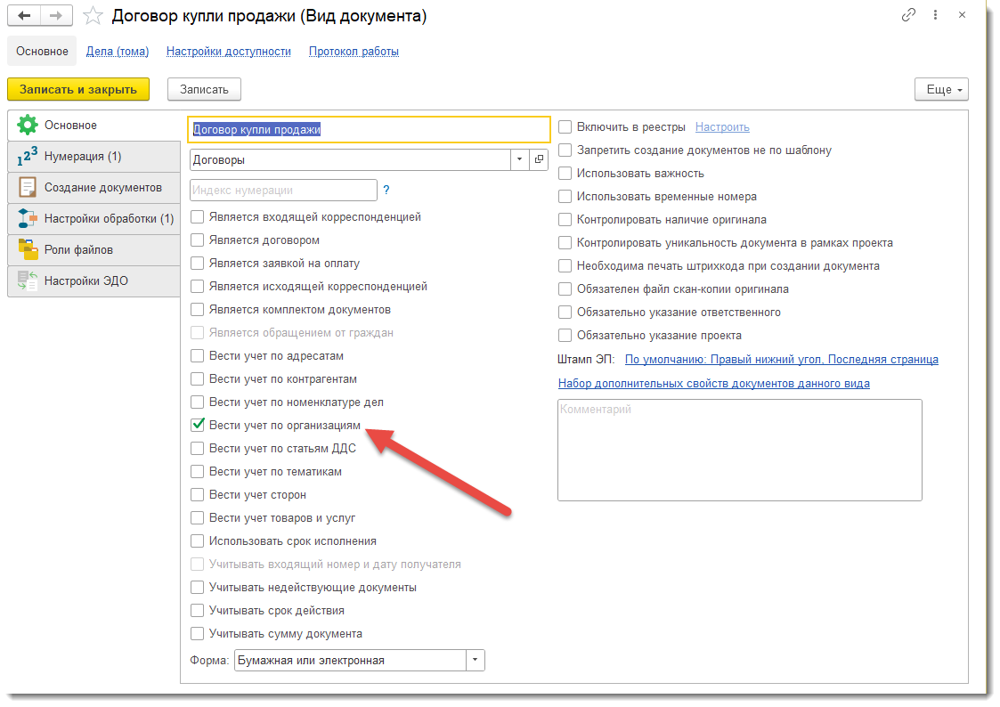 Договор купли продажи (Вид документа)
Основное Дела (тома) Настройки доступности Протокол работы
Записать и закрыть Записать Еще
Основное
Нумерация (1)
Создание документов
Настройки обработки (1)
Роли файлов
Настройки ЭДО
Договор купли продажи
Договоры
Индекс нумерации ?
Является входящей корреспонденцией
Является договором
Является заявкой на оплату
Является исходящей корреспонденцией
Является комплектом документов
Является обращением от граждан
Вести учет по адресатам
Вести учет по контрагентам
Вести учет по номенклатуре дел
Вести учет по организациям
Вести учет по статьям ДДС
Вести учет по тематикам
Вести учет сторон
Вести учет товаров и услуг
Использовать срок исполнения
Учитывать входящий номер и дату получателя
Учитывать недействующие документы
Учитывать срок действия
Учитывать сумму документа
Форма: Бумажная или электронная
Включить в реестры Настроить
Запретить создание документов не по шаблону
Использовать важность
Использовать временные номера
Контролировать наличие оригинала
Контролировать уникальность документа в рамках проекта
Необходима печать штрихкода при создании документа
Обязателен файл скан-копии оригинала
Обязательно указание ответственного
Обязательно указание проекта
Штамп ЭП: По умолчанию: Правый нижний угол, Последняя страница
Набор дополнительных свойств документов данного вида
Комментарий